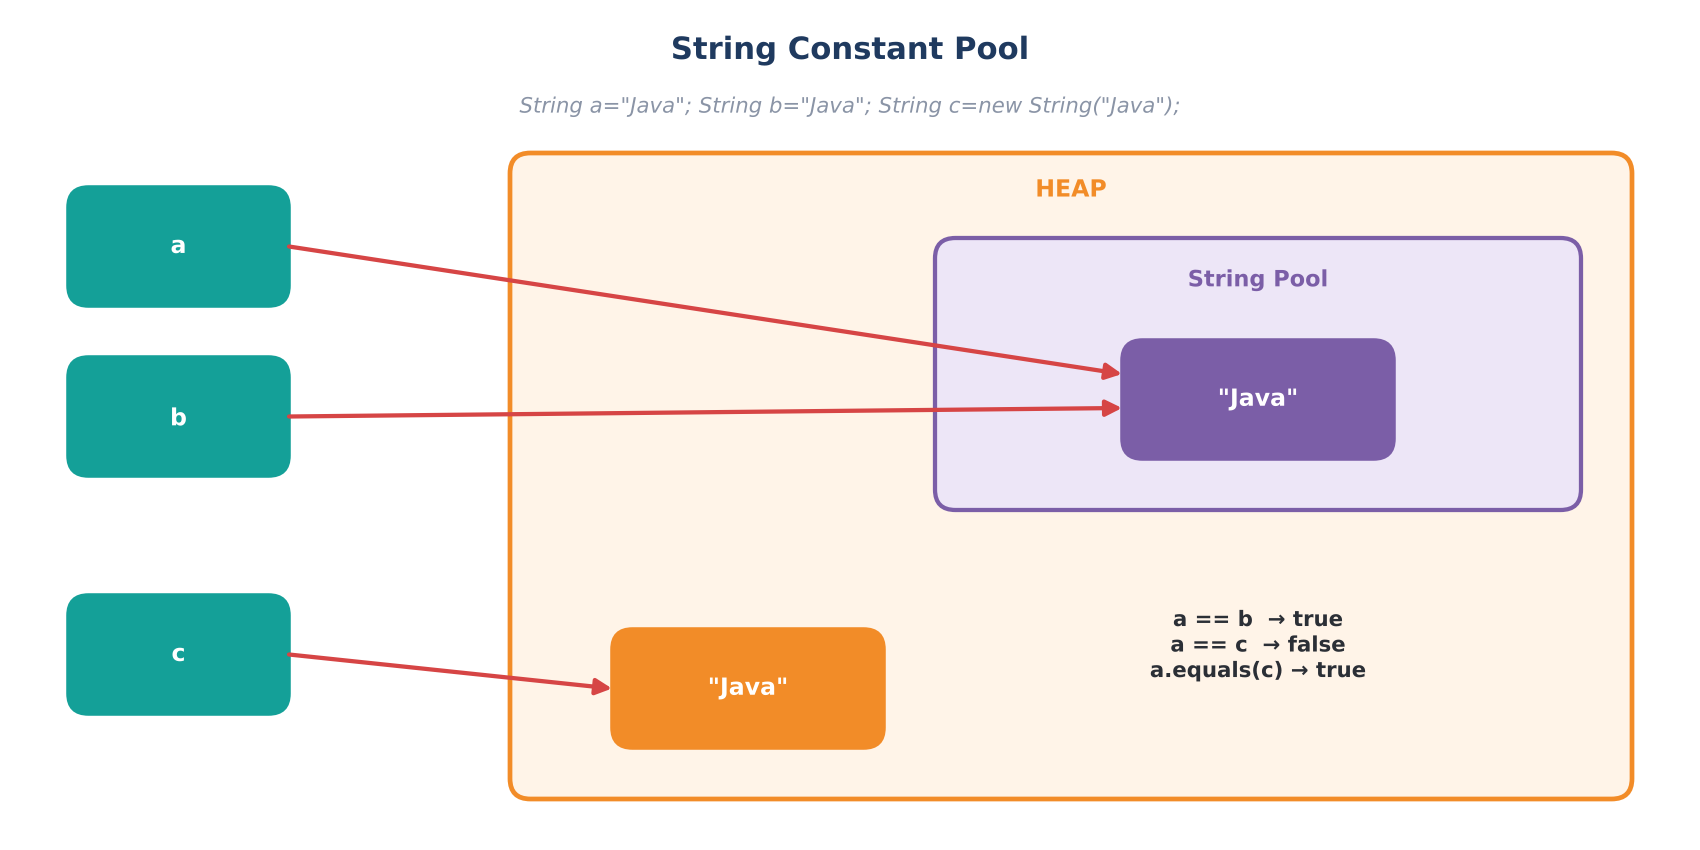 String Constant Pool
String a="Java"; String b="Java"; String c=new String("Java");
HEAP
a
String Pool
"Java"
b
c
"Java"
a == b → true
a == c → false
a.equals(c) → true